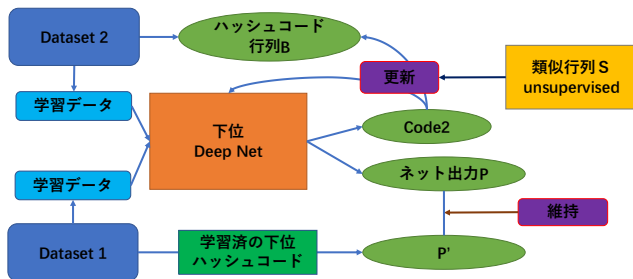 Dataset 2
ハッシュコード
行列B
更新
類似行列S
unsupervised
学習データ
下位
Deep Net
Code2
ネット出力P
学習データ
維持
Dataset 1
学習済の下位
ハッシュコード
P'